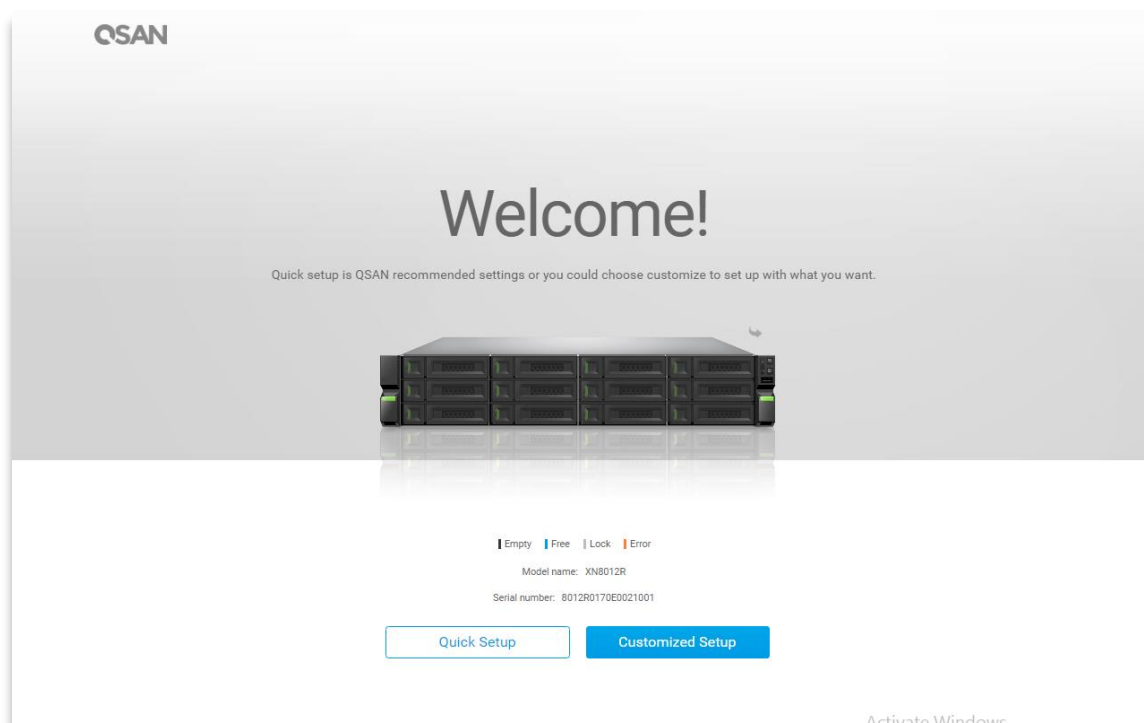 QSAN
Welcome!
Quick setup is QSAN recommended settings or you could choose customize to set up with what you want.
Empty Free Lock Error
Model name: XN8012R
Serial number: 8012R0170E0021001
Quick Setup Customized Setup
Activate Windows